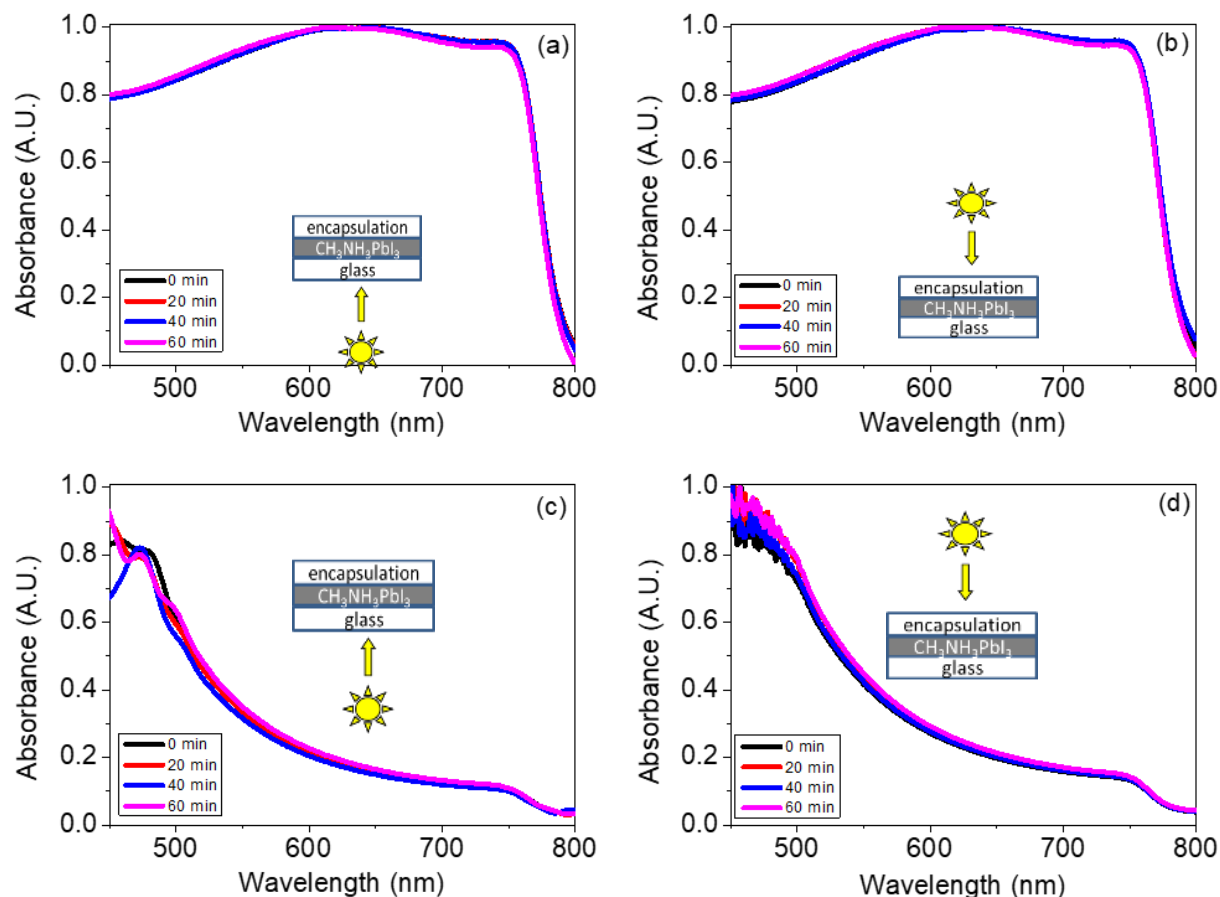 (a)
1.0
0.8
0.6
0.4
0.2
0.0
Absorbance (A.U.)
encapsulation
CH₃NH₃PbI₃
glass
0 min
20 min
40 min
60 min
500 600 700 800
Wavelength (nm)
(b)
1.0
0.8
0.6
0.4
0.2
0.0
Absorbance (A.U.)
encapsulation
CH₃NH₃PbI₃
glass
0 min
20 min
40 min
60 min
500 600 700 800
Wavelength (nm)
(c)
1.0
0.8
0.6
0.4
0.2
0.0
Absorbance (A.U.)
encapsulation
CH₃NH₃PbI₃
glass
0 min
20 min
40 min
60 min
500 600 700 800
Wavelength (nm)
(d)
1.0
0.8
0.6
0.4
0.2
0.0
Absorbance (A.U.)
encapsulation
CH₃NH₃PbI₃
glass
0 min
20 min
40 min
60 min
500 600 700 800
Wavelength (nm)